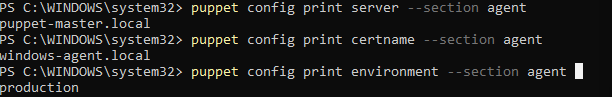 PS C:\WINDOWS\system32> puppet config print server --section agent
puppet-master.local
PS C:\WINDOWS\system32> puppet config print certname --section agent
windows-agent.local
PS C:\WINDOWS\system32> puppet config print environment --section agent
production